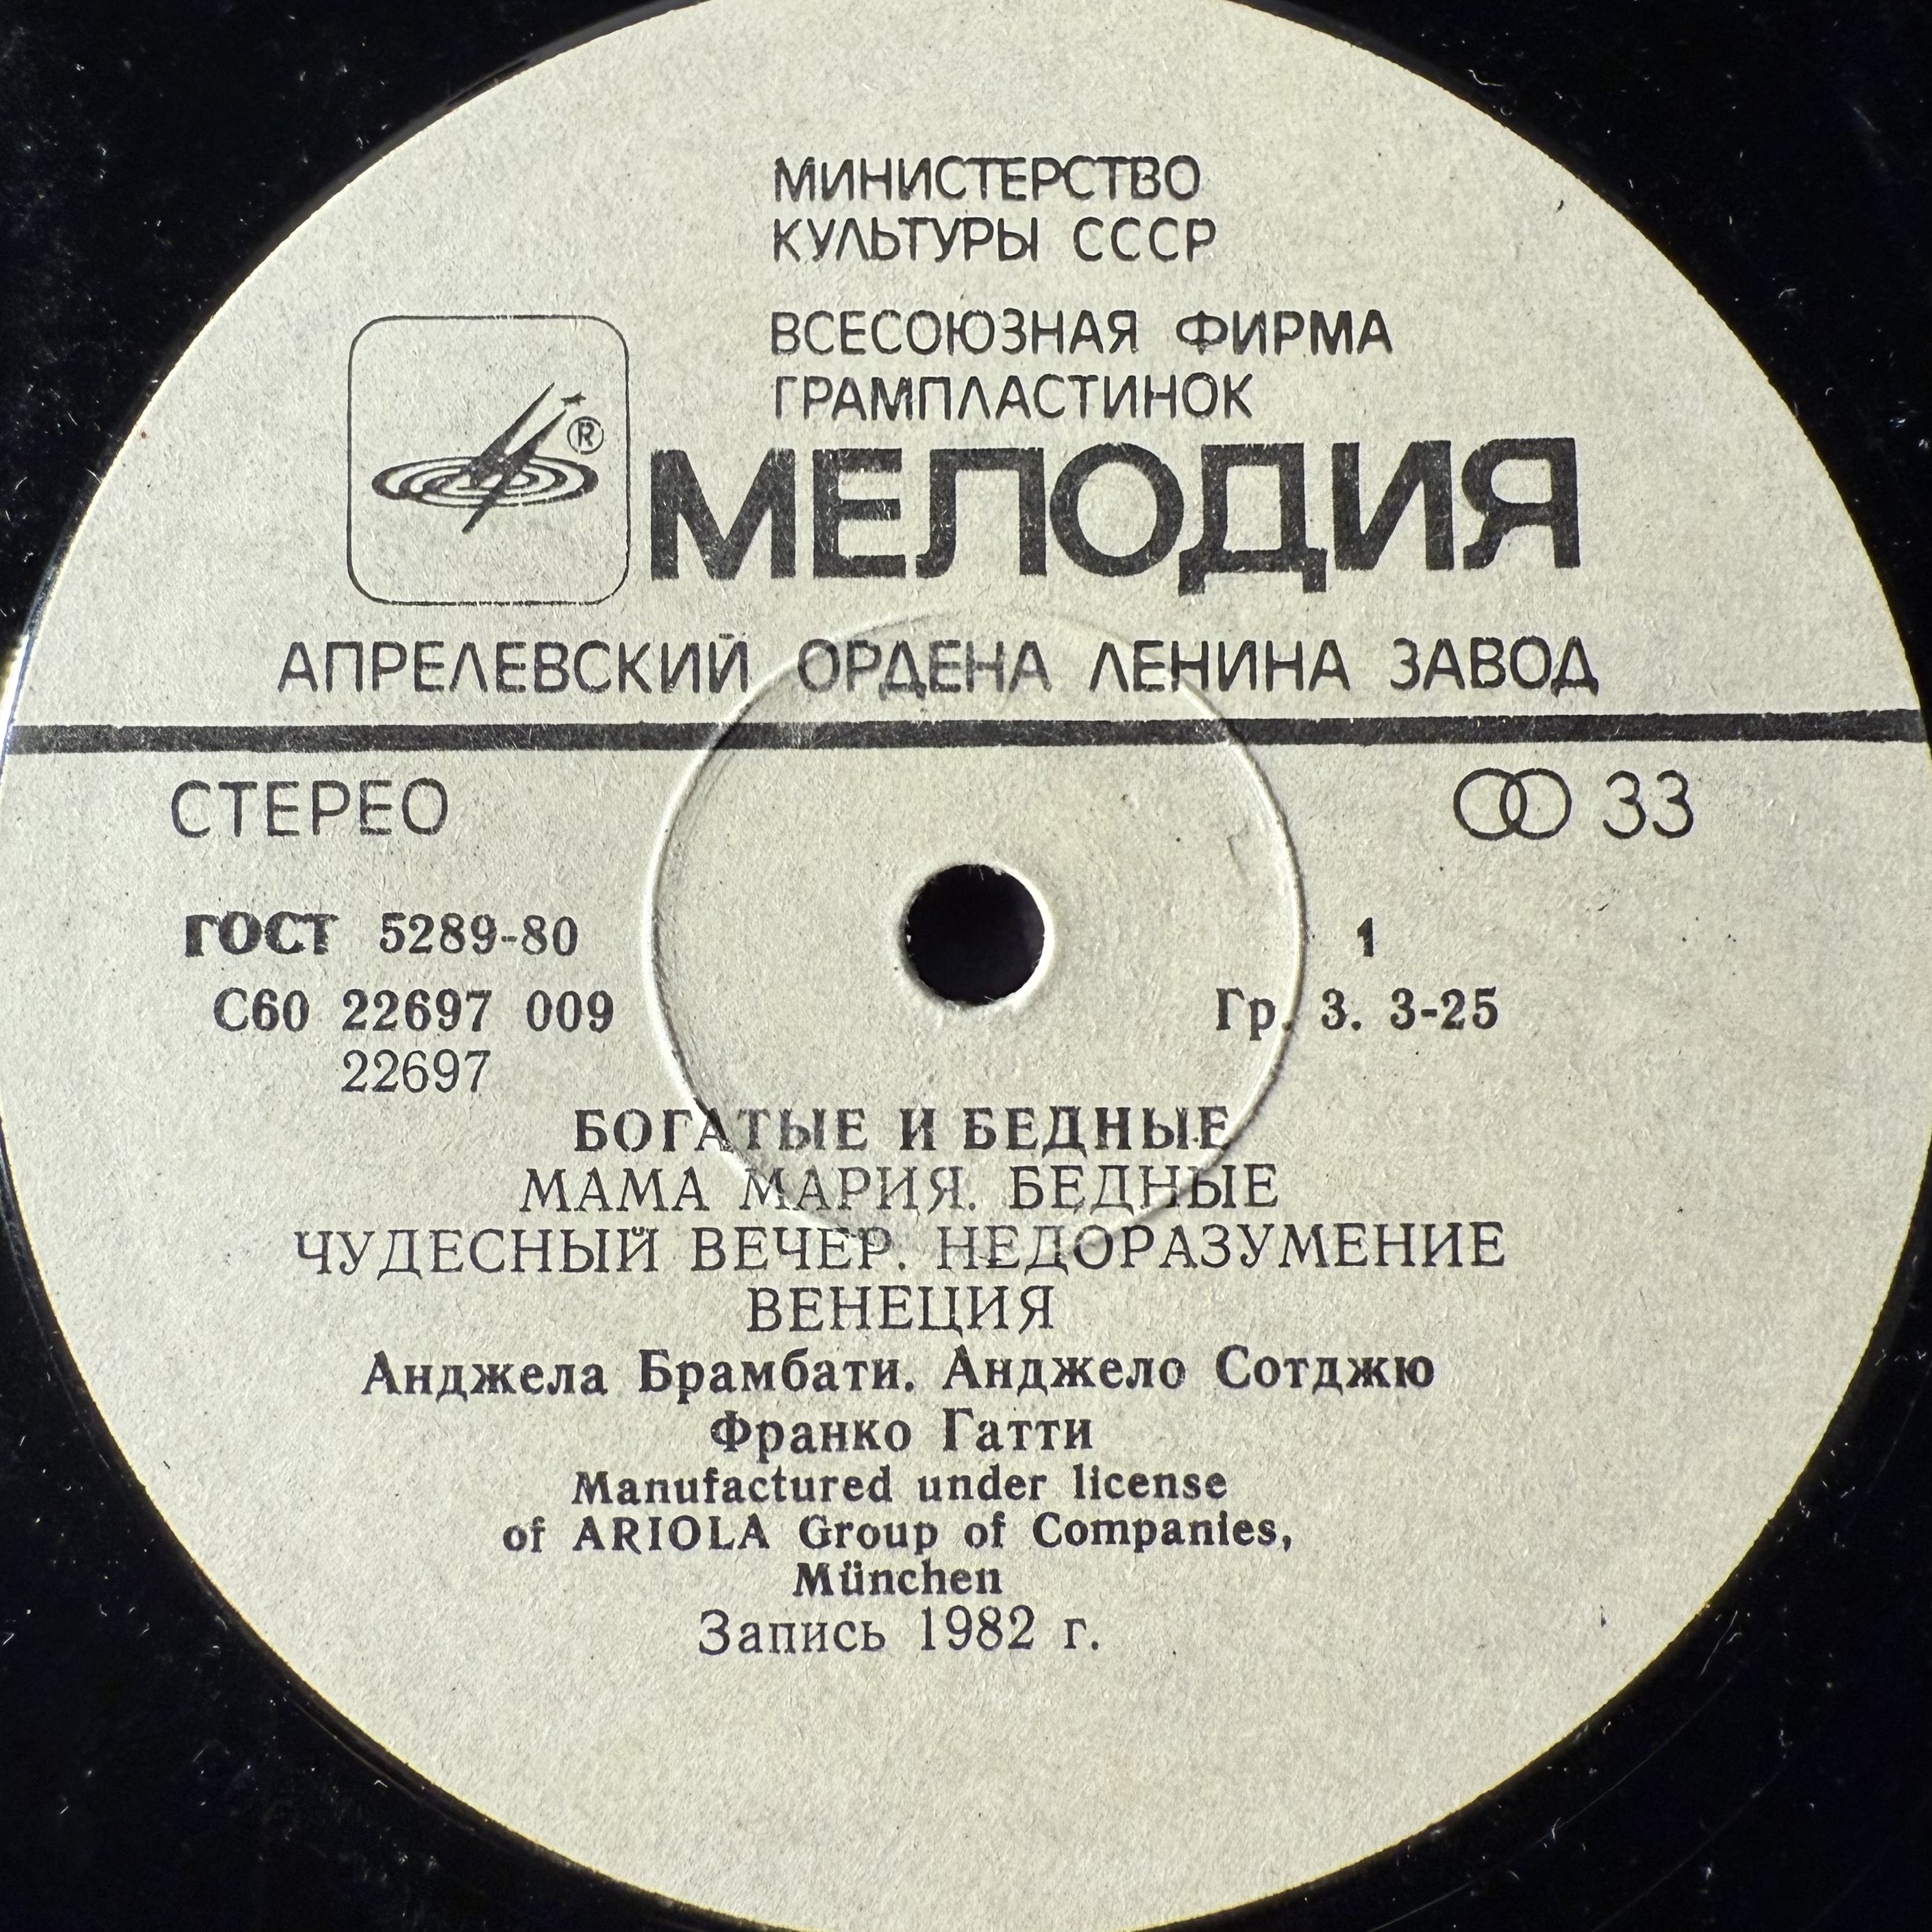 МИНИСТЕРСТВО
КУЛЬТУРЫ СССР
ВСЕСОЮЗНАЯ ФИРМА
ГРАМПЛАСТИНОК
®
МЕЛОДИЯ
АПРЕЛЕВСКИЙ ОРДЕНА ЛЕНИНА ЗАВОД
СТЕРЕО 33
ГОСТ 5289-80 1
С60 22697 009 Гр. 3. 3-25
22697
БОГАТЫЕ И БЕДНЫЕ
МАМА МАРИЯ. БЕДНЫЕ
ЧУДЕСНЫЙ ВЕЧЕР. НЕДОРАЗУМЕНИЕ
ВЕНЕЦИЯ
Анджела Брамбати. Анджело Сотджю
Франко Гатти
Manufactured under license
of ARIOLA Group of Companies,
München
Запись 1982 г.